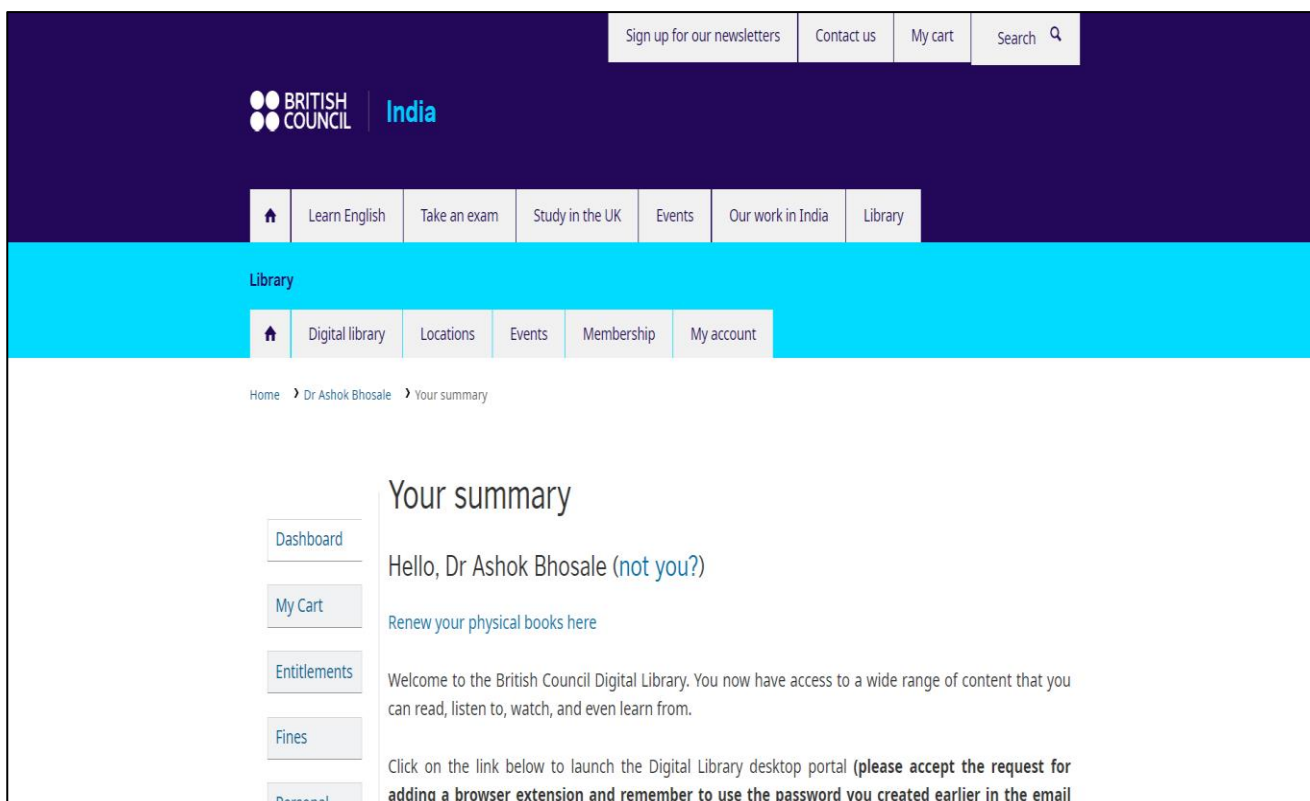 Sign up for our newsletters Contact us My cart Search
BRITISH
COUNCIL
India
Learn English Take an exam Study in the UK Events Our work in India Library
Library
Digital library Locations Events Membership My account
Home Dr Ashok Bhosale Your summary
Your summary
Dashboard
Hello, Dr Ashok Bhosale (not you?)
My Cart
Renew your physical books here
Entitlements
Welcome to the British Council Digital Library. You now have access to a wide range of content that you
can read, listen to, watch, and even learn from.
Fines
Click on the link below to launch the Digital Library desktop portal (please accept the request for
Personal
adding a browser extension and remember to use the password you created earlier in the email